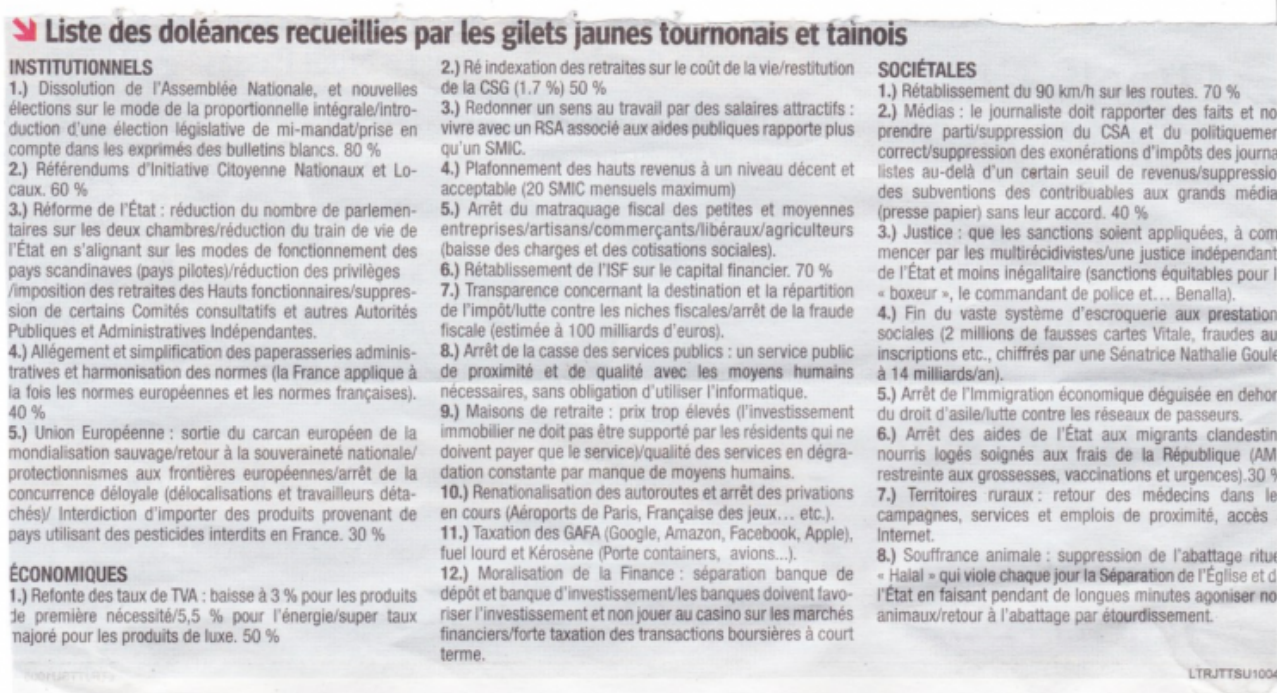 Liste des doléances recueillies par les gilets jaunes tournonais et tainois
INSTITUTIONNELS
1.) Dissolution de l'Assemblée Nationale, et nouvelles
élections sur le mode de la proportionnelle intégrale/intro-
duction d'une élection législative de mi-mandat/prise en
compte dans les exprimés des bulletins blancs. 80 %
2.) Référendums d'Initiative Citoyenne Nationaux et Lo-
caux. 60 %
3.) Réforme de l'État : réduction du nombre de parlemen-
taires sur les deux chambres/réduction du train de vie de
l'État en s'alignant sur les modes de fonctionnement des
pays scandinaves (pays pilotes)/réduction des privilèges
/imposition des retraites des Hauts fonctionnaires/suppres-
sion de certains Comités consultatifs et autres Autorités
Publiques et Administratives Indépendantes.
4.) Allégement et simplification des paperasseries adminis-
tratives et harmonisation des normes (la France applique à
la fois les normes européennes et les normes françaises).
40 %
5.) Union Européenne : sortie du carcan européen de la
mondialisation sauvage/retour à la souveraineté nationale/
protectionnismes aux frontières européennes/arrêt de la
concurrence déloyale (délocalisations et travailleurs déta-
chés)/ Interdiction d'importer des produits provenant de
pays utilisant des pesticides interdits en France. 30 %
ÉCONOMIQUES
1.) Refonte des taux de TVA : baisse à 3 % pour les produits
de première nécessité/5,5 % pour l'énergie/super taux
majoré pour les produits de luxe. 50 %
2.) Ré indexation des retraites sur le coût de la vie/restitution
de la CSG (1.7 %) 50 %
3.) Redonner un sens au travail par des salaires attractifs :
vivre avec un RSA associé aux aides publiques rapporte plus
qu'un SMIC.
4.) Plafonnement des hauts revenus à un niveau décent et
acceptable (20 SMIC mensuels maximum)
5.) Arrêt du matraquage fiscal des petites et moyennes
entreprises/artisans/commerçants/libéraux/agriculteurs
(baisse des charges et des cotisations sociales).
6.) Rétablissement de l'ISF sur le capital financier. 70 %
7.) Transparence concernant la destination et la répartition
de l'impôt/lutte contre les niches fiscales/arrêt de la fraude
fiscale (estimée à 100 milliards d'euros).
8.) Arrêt de la casse des services publics : un service public
de proximité et de qualité avec les moyens humains
nécessaires, sans obligation d'utiliser l'informatique.
9.) Maisons de retraite : prix trop élevés (l'investissement
immobilier ne doit pas être supporté par les résidents qui ne
doivent payer que le service)/qualité des services en dégra-
dation constante par manque de moyens humains.
10.) Renationalisation des autoroutes et arrêt des privations
en cours (Aéroports de Paris, Française des jeux... etc.).
11.) Taxation des GAFA (Google, Amazon, Facebook, Apple),
fuel lourd et Kérosène (Porte containers, avions...).
12.) Moralisation de la Finance : séparation banque de
dépôt et banque d'investissement/les banques doivent favo-
riser l'investissement et non jouer au casino sur les marchés
financiers/forte taxation des transactions boursières à court
terme.
SOCIÉTALES
1.) Rétablissement du 90 km/h sur les routes. 70 %
2.) Médias : le journaliste doit rapporter des faits et no
prendre parti/suppression du CSA et du politiquemen
correct/suppression des exonérations d'impôts des journa
listes au-delà d'un certain seuil de revenus/suppressio
des subventions des contribuables aux grands média
(presse papier) sans leur accord. 40 %
3.) Justice : que les sanctions soient appliquées, à com
mencer par les multirécidivistes/une justice indépendant
de l'État et moins inégalitaire (sanctions équitables pour l
« boxeur », le commandant de police et... Benalla).
4.) Fin du vaste système d'escroquerie aux prestation
sociales (2 millions de fausses cartes Vitale, fraudes au
inscriptions etc., chiffrés par une Sénatrice Nathalie Goule
à 14 milliards/an).
5.) Arrêt de l'Immigration économique déguisée en dehor
du droit d'asile/lutte contre les réseaux de passeurs.
6.) Arrêt des aides de l'État aux migrants clandestin
nourris logés soignés aux frais de la République (AM
restreinte aux grossesses, vaccinations et urgences).30 %
7.) Territoires ruraux : retour des médecins dans le
campagnes, services et emplois de proximité, accès
Internet.
8.) Souffrance animale : suppression de l'abattage ritue
« Halal » qui viole chaque jour la Séparation de l'Église et d
l'État en faisant pendant de longues minutes agoniser no
animaux/retour à l'abattage par étourdissement.
LTRJTTSU1004